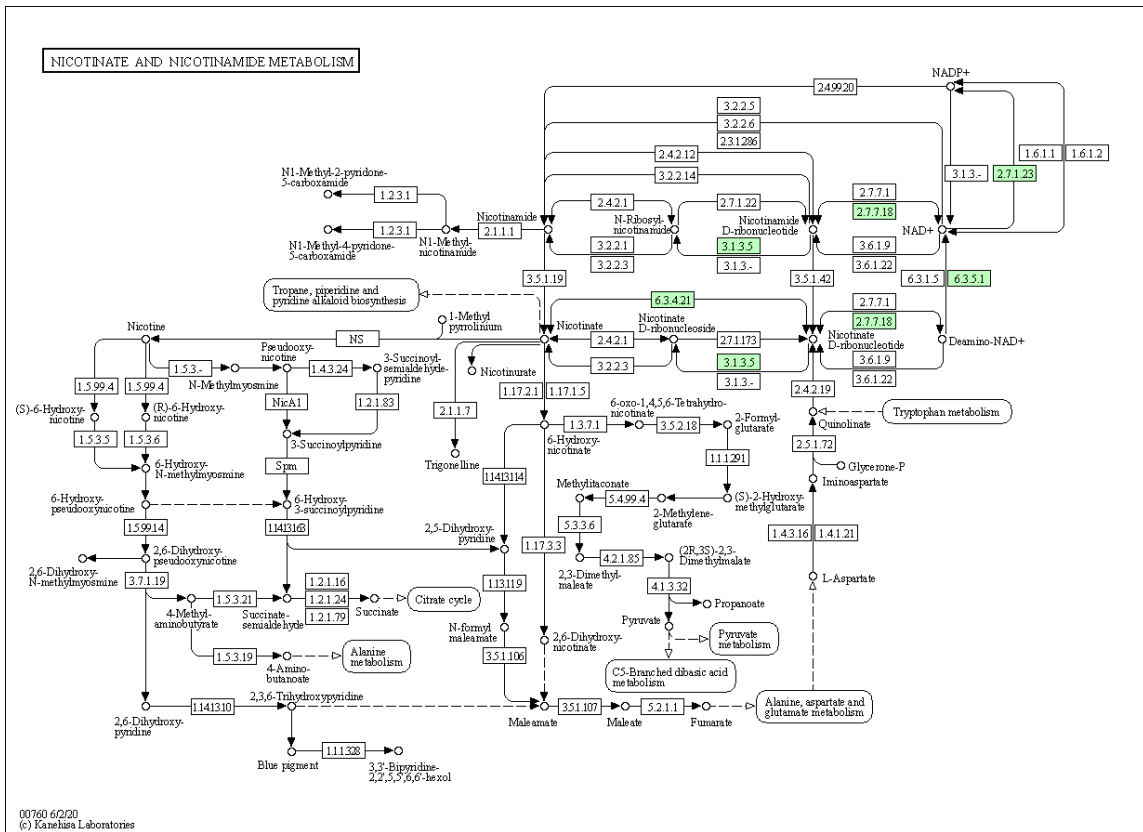 NICOTINATE AND NICOTINAMIDE METABOLISM
NADP+
2.4.99.20
3.2.2.5
3.2.2.6
2.3.1.286
1.6.1.1
1.6.1.2
2.4.2.12
3.2.2.14
3.1.3.-
2.7.1.23
N1-Methyl-2-pyridone-
5-carboxamide
1.2.3.1
2.4.2.1
2.7.1.22
2.7.7.1
2.7.7.18
Nicotinamide
N-Ribosyl-
nicotinamide
Nicotinamide
D-ribonucleotide
NAD+
1.2.3.1
2.1.1.1
N1-Methyl-4-pyridone-
5-carboxamide
N1-Methyl-
nicotinamide
3.2.2.1
3.2.2.3
3.1.3.5
3.1.3.-
3.6.1.9
3.6.1.22
3.5.1.19
3.5.1.42
6.3.1.5
6.3.5.1
Tropane, piperidine and
pyridine alkaloid biosynthesis
6.3.4.21
1-Methyl
pyrrolinium
Nicotinate
Nicotinate
D-ribonucleoside
2.7.7.1
2.7.7.18
Nicotine
NS
2.4.2.1
2.7.1.173
Nicotinate
D-ribonucleotide
Deamino-NAD+
Pseudooxy-
nicotine
3-Succinoyl-
semialdehyde-
pyridine
3.2.2.3
3.1.3.5
3.1.3.-
3.6.1.9
3.6.1.22
1.5.3.-
1.4.3.24
N-Methylmyosmine
Nicotinurate
1.5.99.4
1.5.99.4
1.17.2.1
1.17.1.5
2.4.2.19
NicA1
1.2.1.83
2.1.1.7
(S)-6-Hydroxy-
nicotine
(R)-6-Hydroxy-
nicotine
6-oxo-1,4,5,6-Tetrahydro-
nicotinate
2-Formyl-
glutarate
Quinolinate
Tryptophan metabolism
1.5.3.5
1.5.3.6
3-Succinoylpyridine
1.3.7.1
3.5.2.18
6-Hydroxy-
nicotinate
2.5.1.72
Trigonelline
6-Hydroxy-
N-methylmyosmine
Spm
1.14.13.114
1.1.1.291
Glycerone-P
Iminoaspartate
6-Hydroxy-
pseudooxynicotine
6-Hydroxy-
3-succinoylpyridine
Methylitaconate
5.4.99.4
2-Methylene-
glutarate
(S)-2-Hydroxy-
methylglutarate
1.5.99.14
1.14.13.163
2,5-Dihydroxy-
pyridine
5.3.3.6
1.4.3.16
1.4.1.21
2,6-Dihydroxy-
pseudooxynicotine
2,6-Dihydroxy-
N-methylmyosmine
1.17.3.3
4.2.1.85
(2R,3S)-2,3-
Dimethylmalate
2,3-Dimethyl-
maleate
L-Aspartate
3.7.1.19
1.13.11.9
4.1.3.32
1.5.3.21
1.2.1.16
1.2.1.24
1.2.1.79
4-Methyl-
aminobutyrate
Succinate-
semialdehyde
Succinate
Citrate cycle
Propanoate
N-formyl
maleamate
Pyruvate
Pyruvate
metabolism
1.5.3.19
4-Amino-
butanoate
Alanine
metabolism
3.5.1.106
2,6-Dihydroxy-
nicotinate
C5-Branched dibasic acid
metabolism
2,3,6-Trihydroxypyridine
1.14.13.10
2,6-Dihydroxy-
pyridine
Maleamate
3.5.1.107
Maleate
5.2.1.1
Fumarate
Alanine, aspartate and
glutamate metabolism
Blue pigment
1.1.1.328
3,3'-Bipyridine-
2,2',5,5',6,6'-hexol
00760 6/2/20
(c) Kanehisa Laboratories